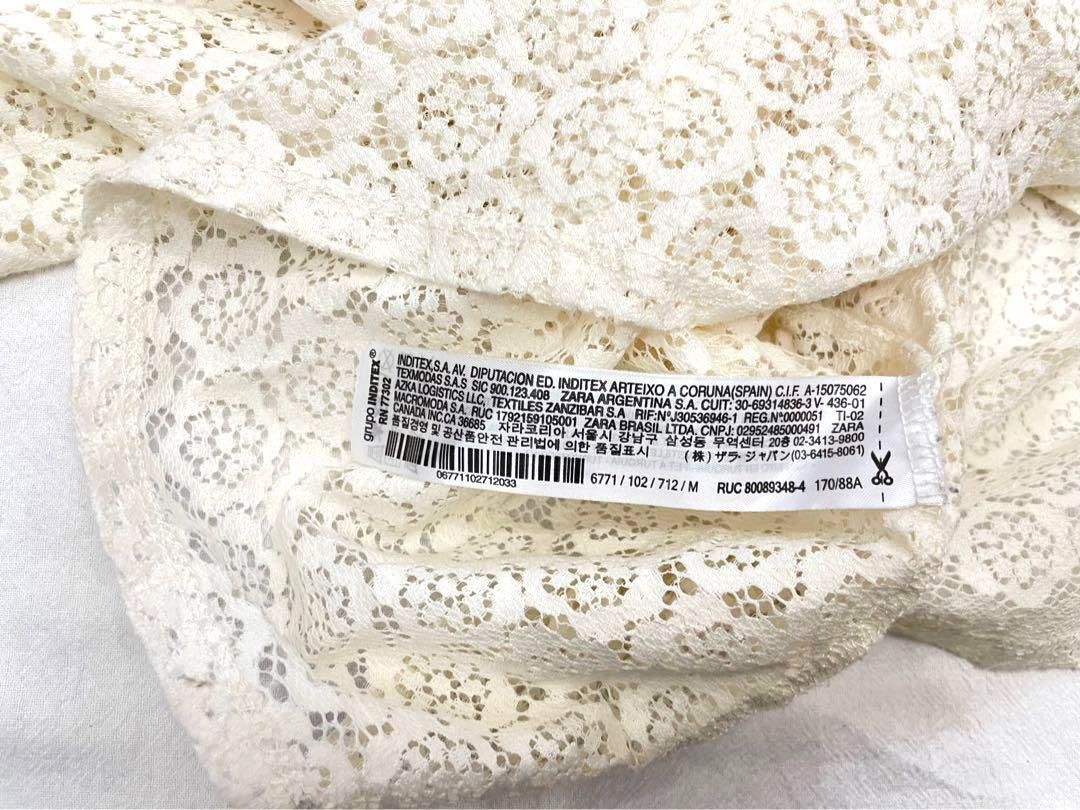 grupo INDITEX®
RN 77302
INDITEX,S.A. AV. DIPUTACION ED. INDITEX ARTEIXO A CORUNA(SPAIN) C.I.F. A-15075062
TEXMODAS S.A.S SIC 900.123.408 ZARA ARGENTINA S.A. CUIT: 30-69314836-3 V- 436-01
AZKA LOGISTICS LLC, TEXTILES ZANZIBAR S.A RIF:Nº.J30536946-1 REG.Nº:0000051 TI-02
MACROMODA S.A. RUC 1792159105001 ZARA BRASIL LTDA. CNPJ: 02952485000491 ZARA
CANADA INC.CA 36685 자라코리아 서울시 강남구 삼성동 무역센터 20층 02-3413-9800
품질경영 및 공산품안전 관리법에 의한 품질표시 (株) ザラ・ジャパン(03-6415-8061)
06771102712033
6771 / 102 / 712 / M RUC 80089348-4 170/88A